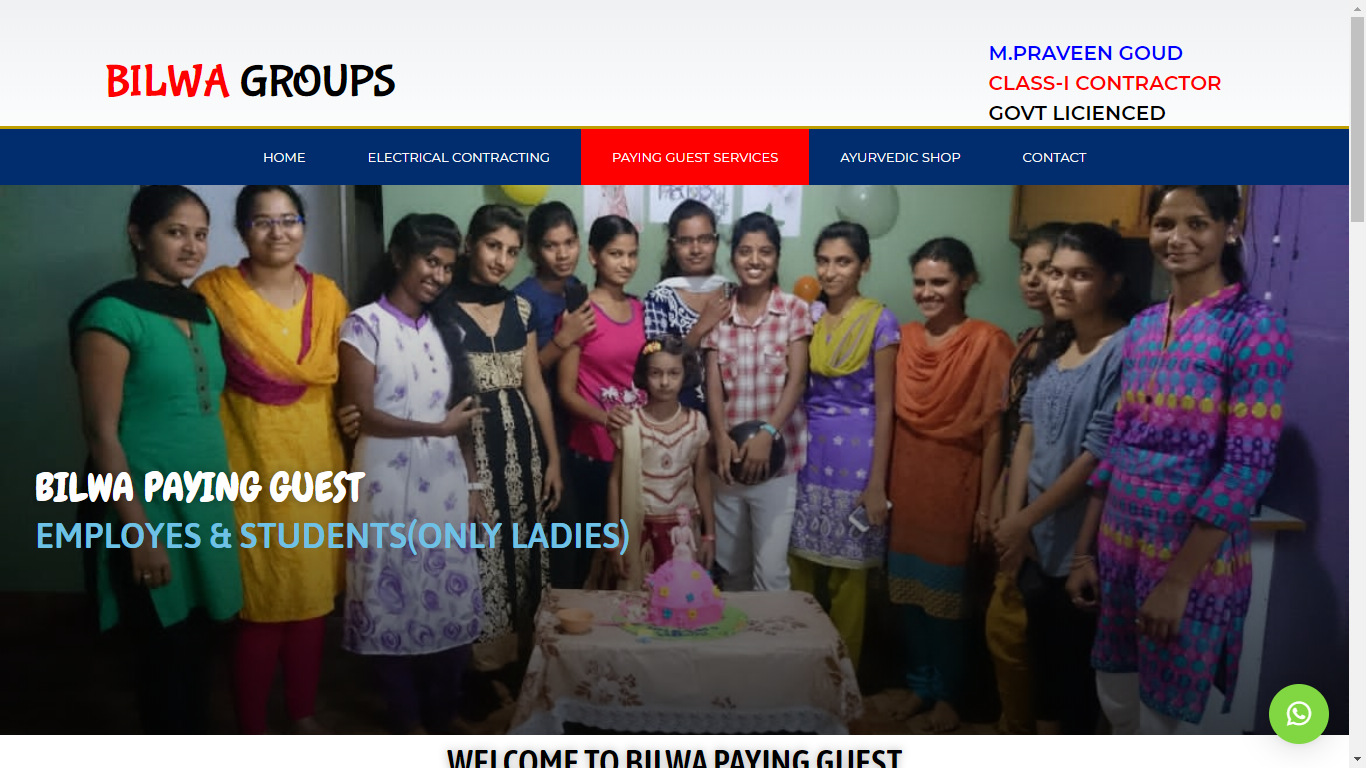 BILWA GROUPS
M.PRAVEEN GOUD
CLASS-I CONTRACTOR
GOVT LICIENCED
HOME
ELECTRICAL CONTRACTING
PAYING GUEST SERVICES
AYURVEDIC SHOP
CONTACT
BILWA PAYING GUEST
EMPLOYES & STUDENTS(ONLY LADIES)
WELCOME TO BILWA PAYING GUEST